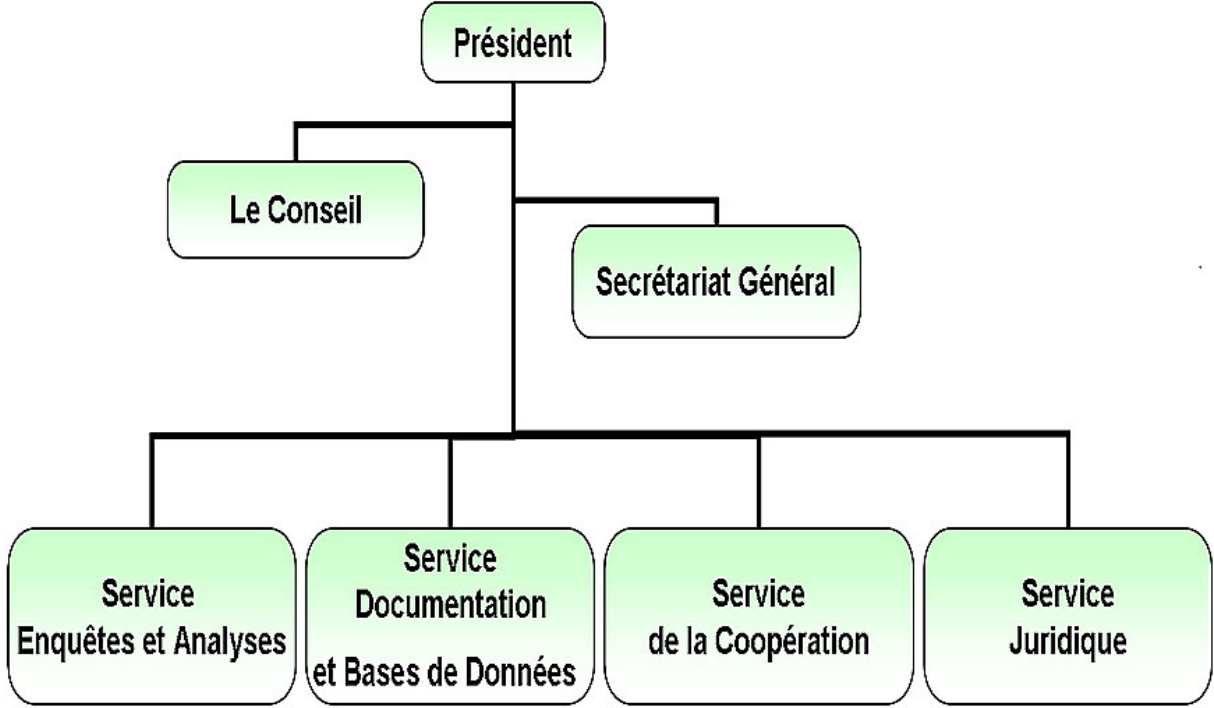 Président
Le Conseil
Secrétariat Général
Service
Enquêtes et Analyses
Service
Documentation
et Bases de Données
Service
de la Coopération
Service
Juridique